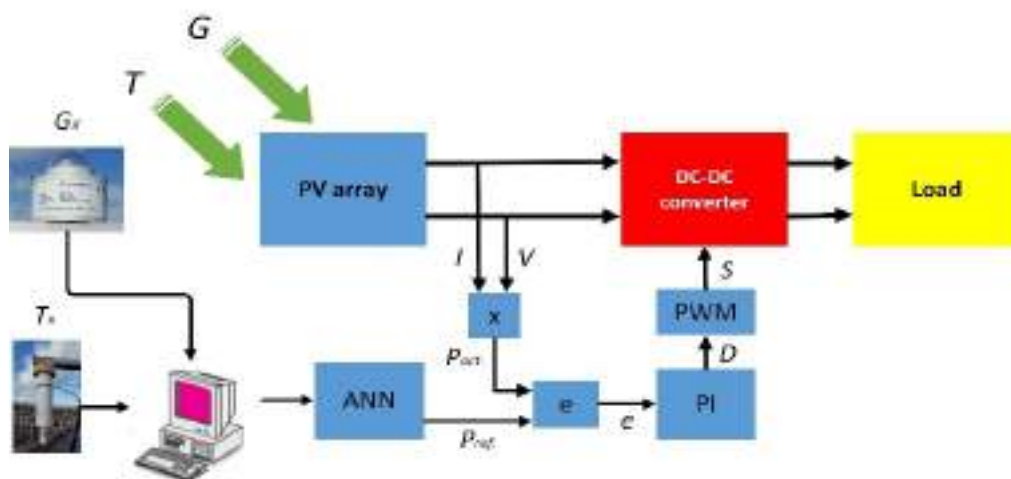 G
T
Gx
PV array
DC-DC
converter
Load
I
V
S
x
PWM
Tx
Pact
D
ANN
e
PI
e
Pref